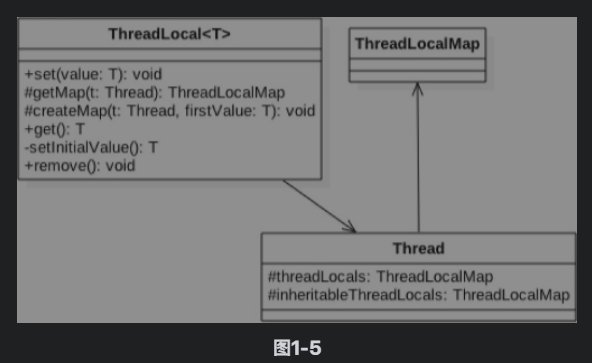 ThreadLocal<T>
+set(value: T): void
#getMap(t: Thread): ThreadLocalMap
#createMap(t: Thread, firstValue: T): void
+get(): T
-setInitialValue(): T
+remove(): void
ThreadLocalMap
Thread
#threadLocals: ThreadLocalMap
#inheritableThreadLocals: ThreadLocalMap
图1-5